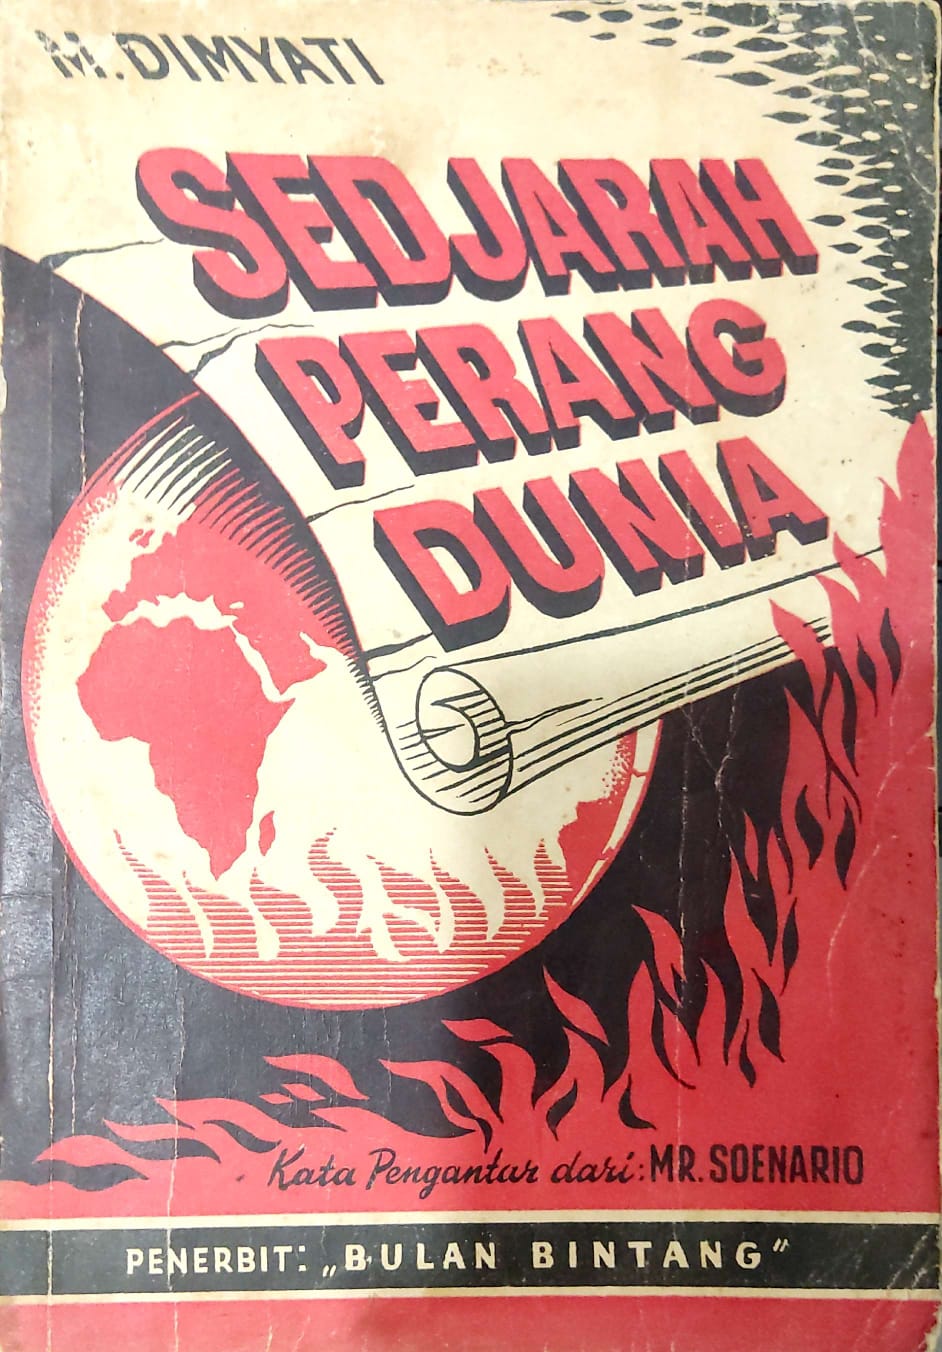 M. DIMYATI
SEDJARAH
PERANG
DUNIA
Kata Pengantar dari: MR. SOENARIO
PENERBIT: „BULAN BINTANG"